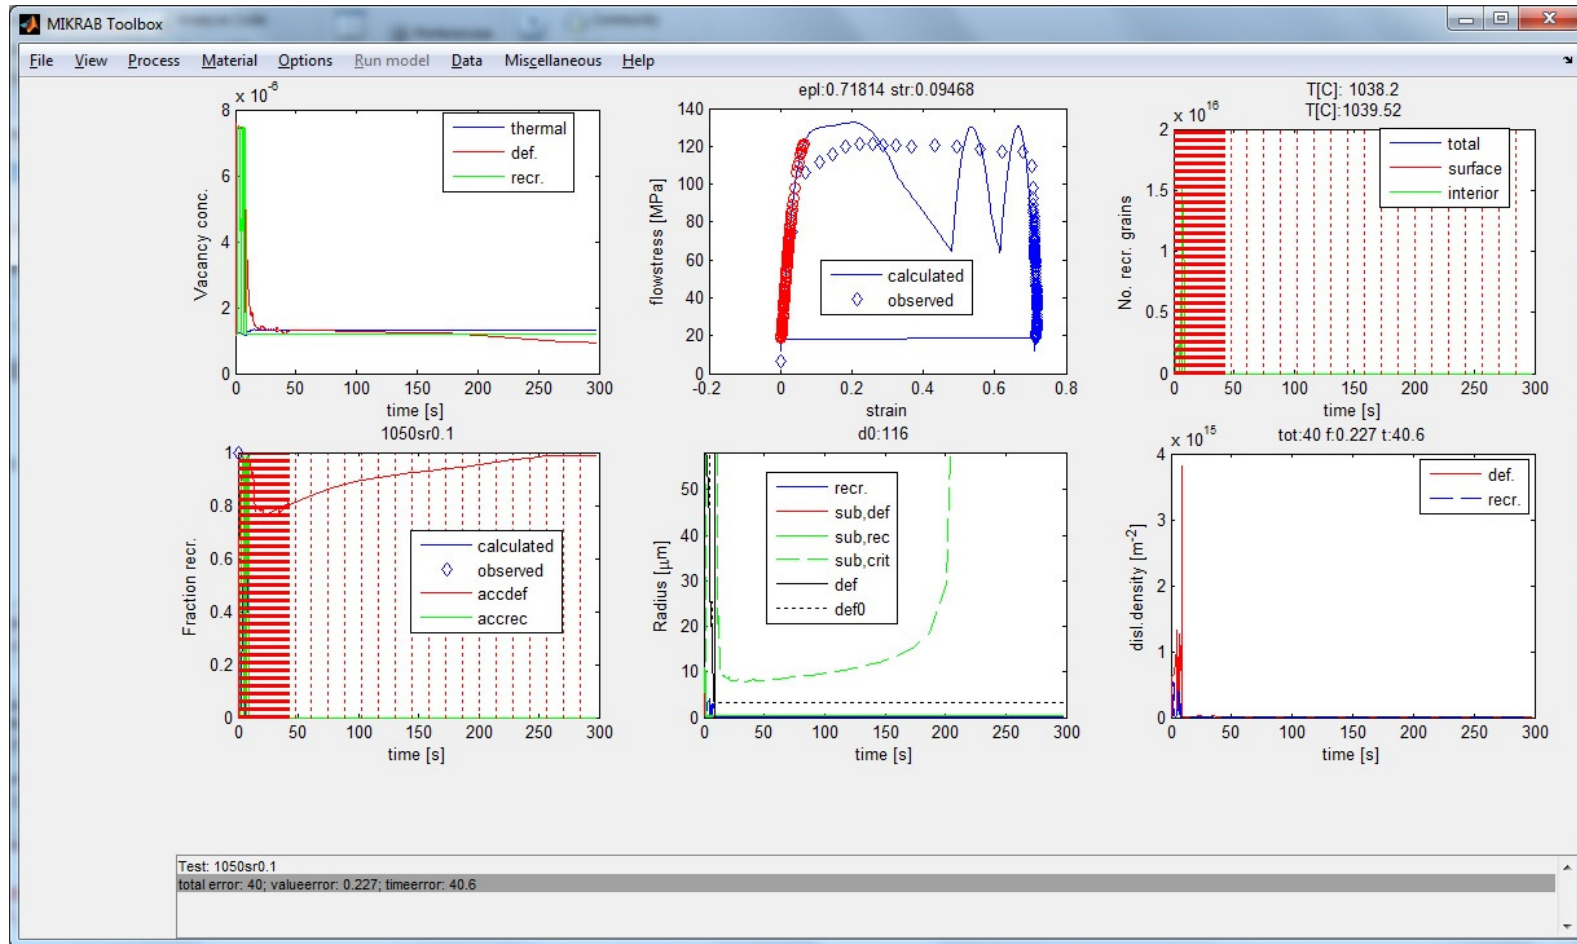 MIKRAB Toolbox
File View Process Material Options Run model Data Miscellaneous Help
x 10^-6
8
6
4
2
0
Vacancy conc.
thermal
def.
recr.
0 50 100 150 200 250 300
time [s]
epl:0.71814 str:0.09468
140
120
100
80
60
40
20
0
flowstress [MPa]
calculated
observed
-0.2 0 0.2 0.4 0.6 0.8
strain
T[C]: 1038.2
T[C]:1039.52
x 10^16
2
1.5
1
0.5
0
No. recr. grains
total
surface
interior
0 50 100 150 200 250 300
time [s]
1050sr0.1
1
0.8
0.6
0.4
0.2
0
Fraction recr.
calculated
observed
accdef
accrec
0 50 100 150 200 250 300
time [s]
d0:116
50
40
30
20
10
0
Radius [μm]
recr.
sub,def
sub,rec
sub,crit
def
def0
0 50 100 150 200 250 300
time [s]
tot:40 f:0.227 t:40.6
x 10^15
4
3
2
1
0
disl.density [m^-2]
def.
recr.
0 50 100 150 200 250 300
time [s]
Test: 1050sr0.1
total error: 40; valueerror: 0.227; timeerror: 40.6